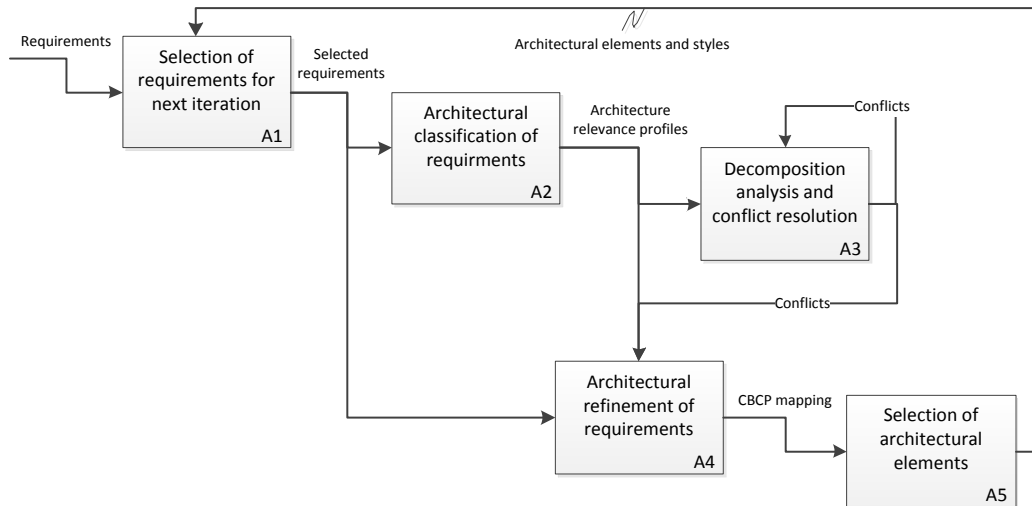 Requirements
Selection of
requirements for
next iteration
A1
Selected
requirements
Architectural elements and styles
Architectural
classification of
requirments
A2
Architecture
relevance profiles
Conflicts
Decomposition
analysis and
conflict resolution
A3
Conflicts
Architectural
refinement of
requirements
A4
CBCP mapping
Selection of
architectural
elements
A5